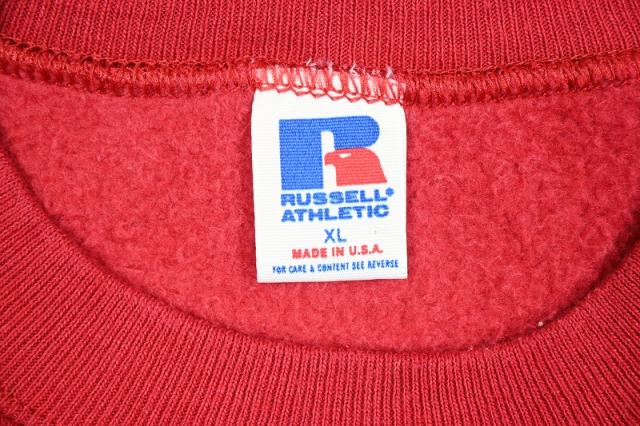 R
RUSSELL®
ATHLETIC
XL
MADE IN U.S.A.
FOR CARE & CONTENT SEE REVERSE